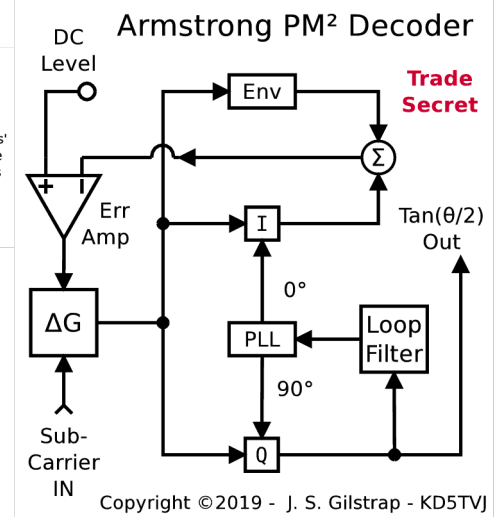 Armstrong PM² Decoder
DC
Level
Env
Trade
Secret
s'
e
s
+
Σ
Err
Amp
I
Tan(θ/2)
Out
0°
ΔG
PLL
Loop
Filter
90°
Sub-
Carrier
IN
Q
Copyright ©2019 - J. S. Gilstrap - KD5TVJ